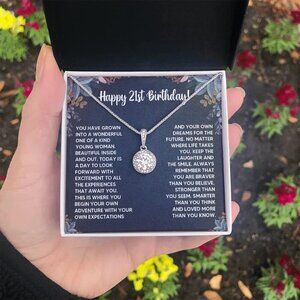 Happy 21st Birthday!
YOU HAVE GROWN
INTO A WONDERFUL
ONE OF A KIND
YOUNG WOMAN.
BEAUTIFUL INSIDE
AND OUT. TODAY IS
A DAY TO LOOK
FORWARD WITH
EXCITEMENT TO ALL
THE EXPERIENCES
THAT AWAIT YOU.
THIS IS WHERE YOU
BEGIN YOUR OWN
ADVENTURE WITH YOUR
OWN EXPECTATIONS
AND YOUR OWN
DREAMS FOR THE
FUTURE. NO MATTER
WHERE LIFE TAKES
YOU, KEEP THE
LAUGHTER AND
THE SMILE. ALWAYS
REMEMBER THAT
YOU ARE BRAVER
THAN YOU BELIEVE,
STRONGER THAN
YOU SEEM, SMARTER
THAN YOU THINK
AND LOVED MORE
THAN YOU KNOW